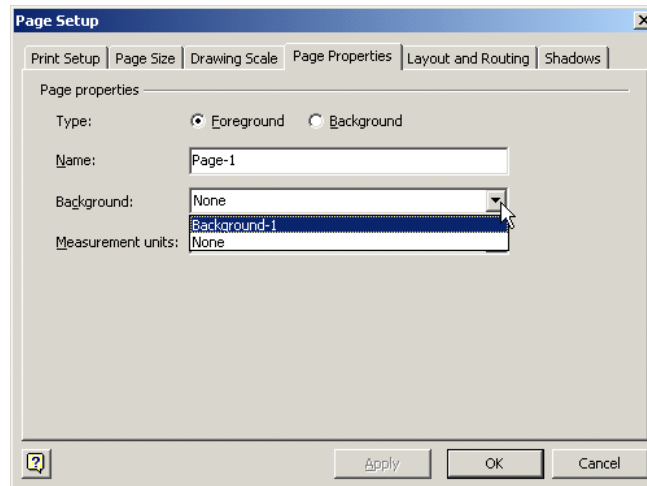 Page Setup
Print Setup Page Size Drawing Scale Page Properties Layout and Routing Shadows
Page properties
Type: Foreground Background
Name: Page-1
Background: None
Background-1
Measurement units: None
Apply OK Cancel